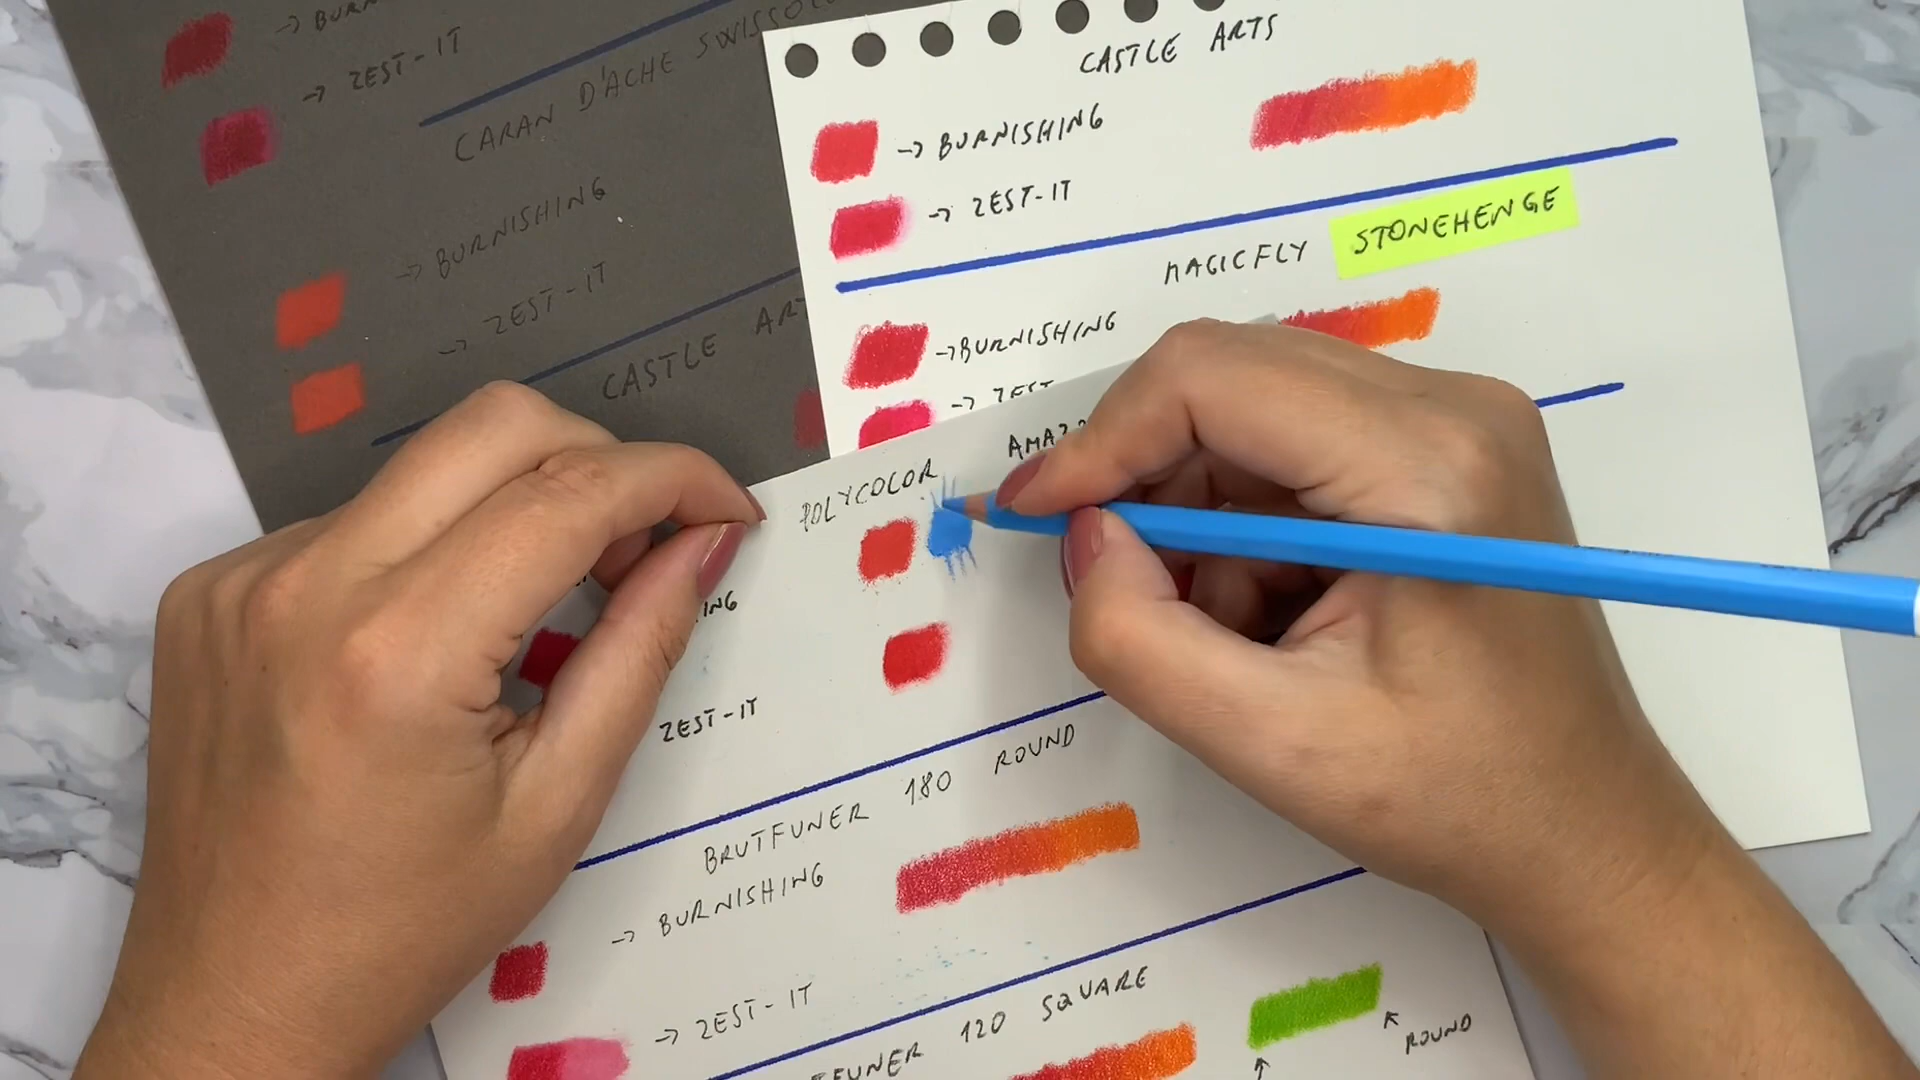 → ZEST-IT
CARAN D'ACHE
→ BURNISHING
→ ZEST-IT
CASTLE
CASTLE ARTS
→ BURNISHING
→ ZEST-IT
MAGICFLY STONEHENGE
→ BURNISHING
POLYCOLOR
ZEST-IT
BRUTFUNER 180 ROUND
→ BURNISHING
→ ZEST-IT
120 SQUARE
ROUND